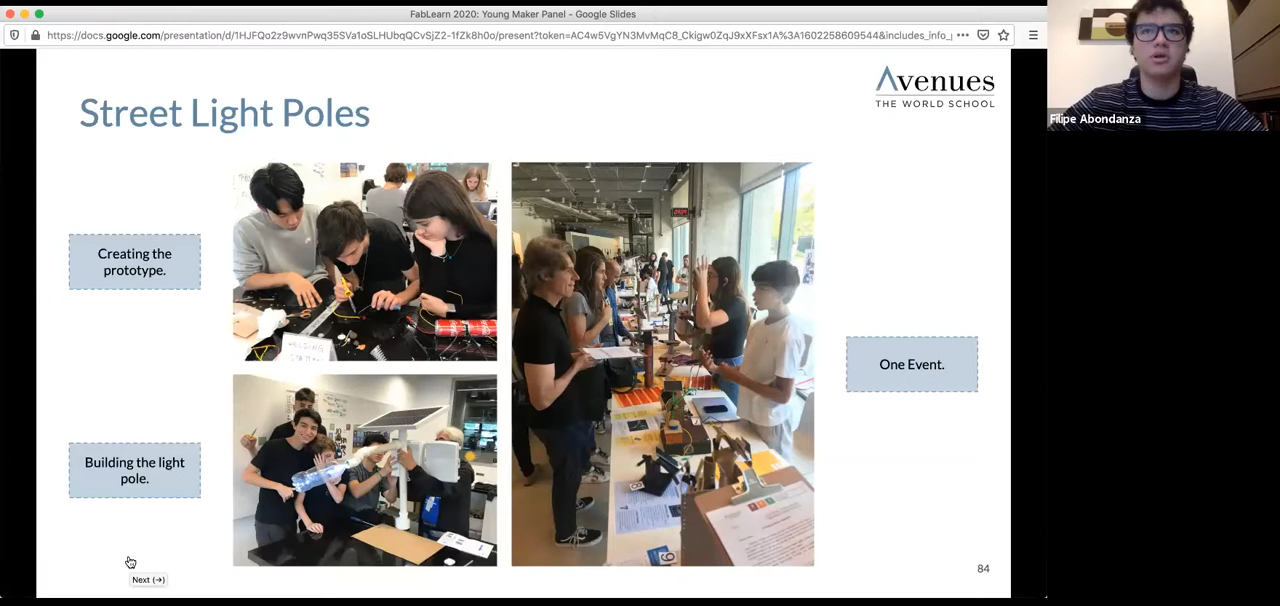 FabLearn 2020: Young Maker Panel - Google Slides
https://docs.google.com/presentation/d/1HJFQo2z9wvnPwq35SVa1oSLHUbqQCvSjZ2-1fZk8h0o/present?token=AC4w5VgYN3MvMqC8_Ckigw0ZqJ9xXFsx1A%3A1602258609544&includes_info_
Avenues
THE WORLD SCHOOL
Street Light Poles
Filipe Abondanza
Creating the
prototype.
WELDING
STATION
One Event.
Building the light
pole.
84
Next (→)